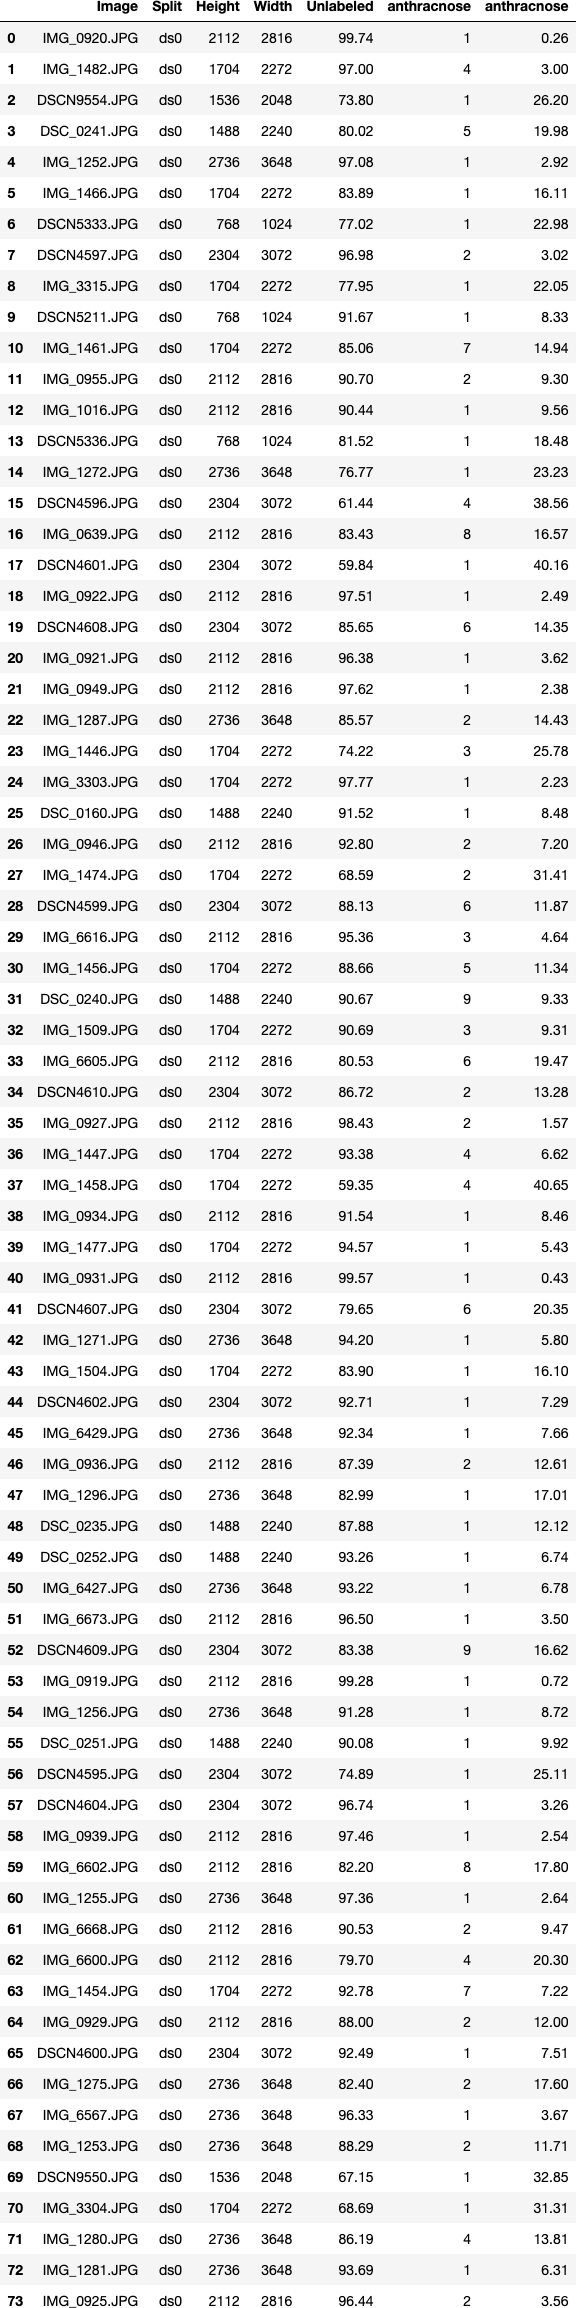 Image Split Height Width Unlabeled anthracnose anthracnose
0 IMG_0920.JPG ds0 2112 2816 99.74 1 0.26
1 IMG_1482.JPG ds0 1704 2272 97.00 4 3.00
2 DSCN9554.JPG ds0 1536 2048 73.80 1 26.20
3 DSC_0241.JPG ds0 1488 2240 80.02 5 19.98
4 IMG_1252.JPG ds0 2736 3648 97.08 1 2.92
5 IMG_1466.JPG ds0 1704 2272 83.89 1 16.11
6 DSCN5333.JPG ds0 768 1024 77.02 1 22.98
7 DSCN4597.JPG ds0 2304 3072 96.98 2 3.02
8 IMG_3315.JPG ds0 1704 2272 77.95 1 22.05
9 DSCN5211.JPG ds0 768 1024 91.67 1 8.33
10 IMG_1461.JPG ds0 1704 2272 85.06 7 14.94
11 IMG_0955.JPG ds0 2112 2816 90.70 2 9.30
12 IMG_1016.JPG ds0 2112 2816 90.44 1 9.56
13 DSCN5336.JPG ds0 768 1024 81.52 1 18.48
14 IMG_1272.JPG ds0 2736 3648 76.77 1 23.23
15 DSCN4596.JPG ds0 2304 3072 61.44 4 38.56
16 IMG_0639.JPG ds0 2112 2816 83.43 8 16.57
17 DSCN4601.JPG ds0 2304 3072 59.84 1 40.16
18 IMG_0922.JPG ds0 2112 2816 97.51 1 2.49
19 DSCN4608.JPG ds0 2304 3072 85.65 6 14.35
20 IMG_0921.JPG ds0 2112 2816 96.38 1 3.62
21 IMG_0949.JPG ds0 2112 2816 97.62 1 2.38
22 IMG_1287.JPG ds0 2736 3648 85.57 2 14.43
23 IMG_1446.JPG ds0 1704 2272 74.22 3 25.78
24 IMG_3303.JPG ds0 1704 2272 97.77 1 2.23
25 DSC_0160.JPG ds0 1488 2240 91.52 1 8.48
26 IMG_0946.JPG ds0 2112 2816 92.80 2 7.20
27 IMG_1474.JPG ds0 1704 2272 68.59 2 31.41
28 DSCN4599.JPG ds0 2304 3072 88.13 6 11.87
29 IMG_6616.JPG ds0 2112 2816 95.36 3 4.64
30 IMG_1456.JPG ds0 1704 2272 88.66 5 11.34
31 DSC_0240.JPG ds0 1488 2240 90.67 9 9.33
32 IMG_1509.JPG ds0 1704 2272 90.69 3 9.31
33 IMG_6605.JPG ds0 2112 2816 80.53 6 19.47
34 DSCN4610.JPG ds0 2304 3072 86.72 2 13.28
35 IMG_0927.JPG ds0 2112 2816 98.43 2 1.57
36 IMG_1447.JPG ds0 1704 2272 93.38 4 6.62
37 IMG_1458.JPG ds0 1704 2272 59.35 4 40.65
38 IMG_0934.JPG ds0 2112 2816 91.54 1 8.46
39 IMG_1477.JPG ds0 1704 2272 94.57 1 5.43
40 IMG_0931.JPG ds0 2112 2816 99.57 1 0.43
41 DSCN4607.JPG ds0 2304 3072 79.65 6 20.35
42 IMG_1271.JPG ds0 2736 3648 94.20 1 5.80
43 IMG_1504.JPG ds0 1704 2272 83.90 1 16.10
44 DSCN4602.JPG ds0 2304 3072 92.71 1 7.29
45 IMG_6429.JPG ds0 2736 3648 92.34 1 7.66
46 IMG_0936.JPG ds0 2112 2816 87.39 2 12.61
47 IMG_1296.JPG ds0 2736 3648 82.99 1 17.01
48 DSC_0235.JPG ds0 1488 2240 87.88 1 12.12
49 DSC_0252.JPG ds0 1488 2240 93.26 1 6.74
50 IMG_6427.JPG ds0 2736 3648 93.22 1 6.78
51 IMG_6673.JPG ds0 2112 2816 96.50 1 3.50
52 DSCN4609.JPG ds0 2304 3072 83.38 9 16.62
53 IMG_0919.JPG ds0 2112 2816 99.28 1 0.72
54 IMG_1256.JPG ds0 2736 3648 91.28 1 8.72
55 DSC_0251.JPG ds0 1488 2240 90.08 1 9.92
56 DSCN4595.JPG ds0 2304 3072 74.89 1 25.11
57 DSCN4604.JPG ds0 2304 3072 96.74 1 3.26
58 IMG_0939.JPG ds0 2112 2816 97.46 1 2.54
59 IMG_6602.JPG ds0 2112 2816 82.20 8 17.80
60 IMG_1255.JPG ds0 2736 3648 97.36 1 2.64
61 IMG_6668.JPG ds0 2112 2816 90.53 2 9.47
62 IMG_6600.JPG ds0 2112 2816 79.70 4 20.30
63 IMG_1454.JPG ds0 1704 2272 92.78 7 7.22
64 IMG_0929.JPG ds0 2112 2816 88.00 2 12.00
65 DSCN4600.JPG ds0 2304 3072 92.49 1 7.51
66 IMG_1275.JPG ds0 2736 3648 82.40 2 17.60
67 IMG_6567.JPG ds0 2736 3648 96.33 1 3.67
68 IMG_1253.JPG ds0 2736 3648 88.29 2 11.71
69 DSCN9550.JPG ds0 1536 2048 67.15 1 32.85
70 IMG_3304.JPG ds0 1704 2272 68.69 1 31.31
71 IMG_1280.JPG ds0 2736 3648 86.19 4 13.81
72 IMG_1281.JPG ds0 2736 3648 93.69 1 6.31
73 IMG_0925.JPG ds0 2112 2816 96.44 2 3.56